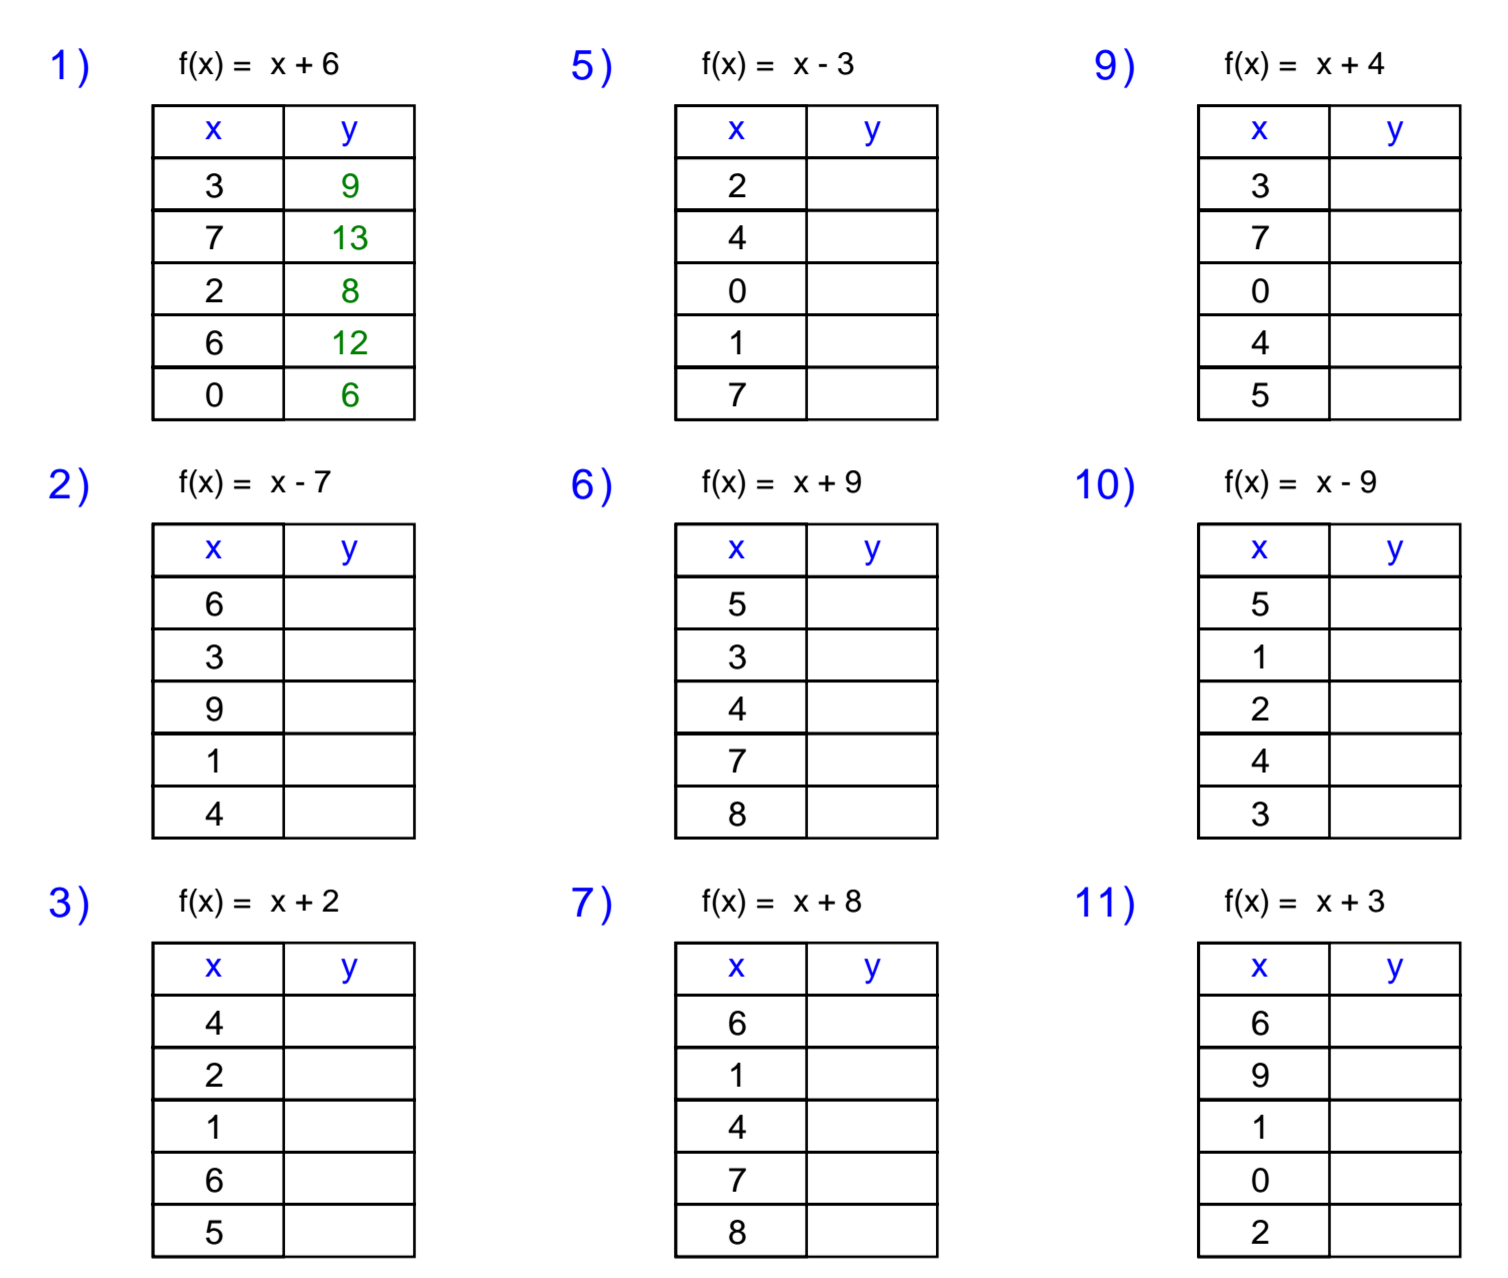 1) f(x) = x + 6
x y
3 9
7 13
2 8
6 12
0 6
2) f(x) = x - 7
x y
6
3
9
1
4
3) f(x) = x + 2
x y
4
2
1
6
5
5) f(x) = x - 3
x y
2
4
0
1
7
6) f(x) = x + 9
x y
5
3
4
7
8
7) f(x) = x + 8
x y
6
1
4
7
8
9) f(x) = x + 4
x y
3
7
0
4
5
10) f(x) = x - 9
x y
5
1
2
4
3
11) f(x) = x + 3
x y
6
9
1
0
2